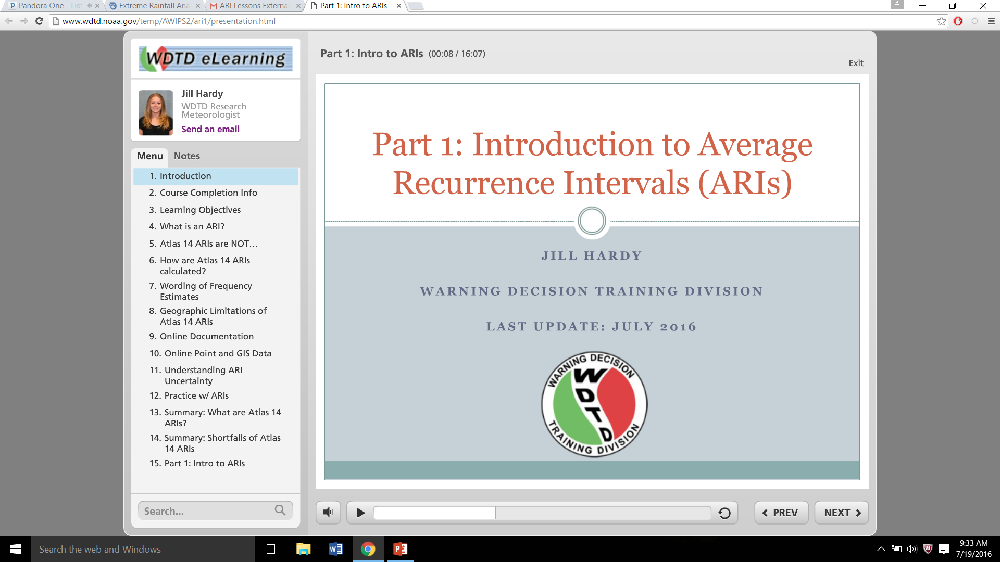 Pandora One - Lis
Extreme Rainfall Ana
ARI Lessons External
Part 1: Intro to ARIs
www.wdtd.noaa.gov/temp/AWIPS2/ari1/presentation.html
WDTD eLearning
Jill Hardy
WDTD Research
Meteorologist
Send an email
Menu
Notes
1. Introduction
2. Course Completion Info
3. Learning Objectives
4. What is an ARI?
5. Atlas 14 ARIs are NOT...
6. How are Atlas 14 ARIs
calculated?
7. Wording of Frequency
Estimates
8. Geographic Limitations of
Atlas 14 ARIs
9. Online Documentation
10. Online Point and GIS Data
11. Understanding ARI
Uncertainty
12. Practice w/ ARIs
13. Summary: What are Atlas 14
ARIs?
14. Summary: Shortfalls of Atlas
14 ARIs
15. Part 1: Intro to ARIs
Search...
Part 1: Intro to ARIs (00:08 / 16:07)
Exit
Part 1: Introduction to Average
Recurrence Intervals (ARIs)
JILL HARDY
WARNING DECISION TRAINING DIVISION
LAST UPDATE: JULY 2016
WARNING DECISION
WDTD
TRAINING DIVISION
PREV
NEXT
Search the web and Windows
9:33 AM
7/19/2016